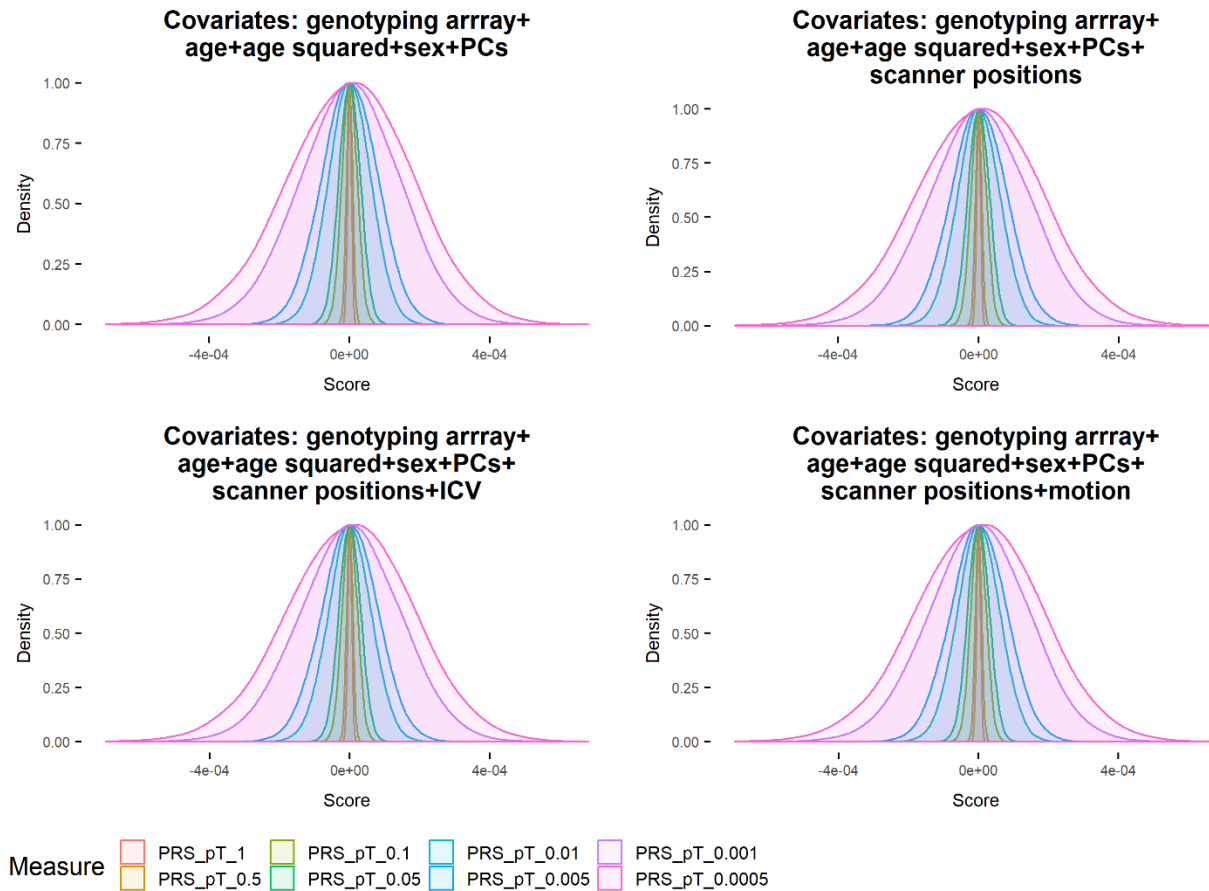 Covariates: genotyping arrray+
age+age squared+sex+PCs
1.00
0.75
0.50
0.25
0.00
Density
-4e-04
0e+00
4e-04
Score
Covariates: genotyping arrray+
age+age squared+sex+PCs+
scanner positions
1.00
0.75
0.50
0.25
0.00
Density
-4e-04
0e+00
4e-04
Score
Covariates: genotyping arrray+
age+age squared+sex+PCs+
scanner positions+ICV
1.00
0.75
0.50
0.25
0.00
Density
-4e-04
0e+00
4e-04
Score
Covariates: genotyping arrray+
age+age squared+sex+PCs+
scanner positions+motion
1.00
0.75
0.50
0.25
0.00
Density
-4e-04
0e+00
4e-04
Score
Measure
PRS_pT_1
PRS_pT_0.1
PRS_pT_0.01
PRS_pT_0.001
PRS_pT_0.5
PRS_pT_0.05
PRS_pT_0.005
PRS_pT_0.0005